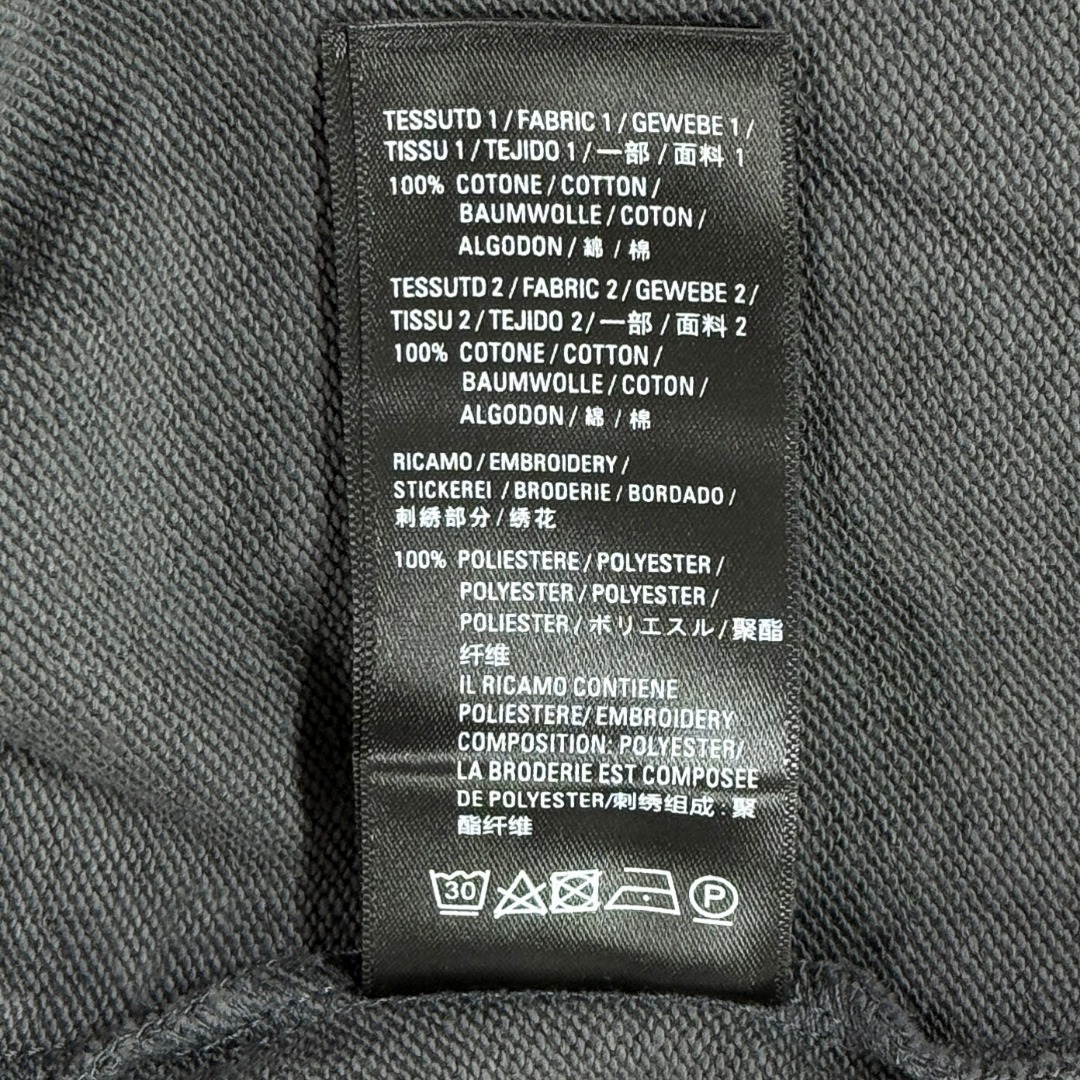 TESSUTO 1/FABRIC 1/GEWEBE 1/
TISSU 1/TEJIDO 1/一部/面料 1
100% COTONE/COTTON/
BAUMWOLLE/COTON/
ALGODON/綿/棉
TESSUTO 2/FABRIC 2/GEWEBE 2/
TISSU 2/TEJIDO 2/一部/面料 2
100% COTONE/COTTON/
BAUMWOLLE/COTON/
ALGODON/綿/棉
RICAMO/EMBROIDERY/
STICKEREI /BRODERIE/BORDADO/
刺绣部分/绣花
100% POLIESTERE/POLYESTER/
POLYESTER/POLYESTER/
POLIESTER/ポリエスル/聚酯
纤维
IL RICAMO CONTIENE
POLIESTERE/EMBROIDERY
COMPOSITION: POLYESTER/
LA BRODERIE EST COMPOSEE
DE POLYESTER/刺绣组成:聚
酯纤维
30 P